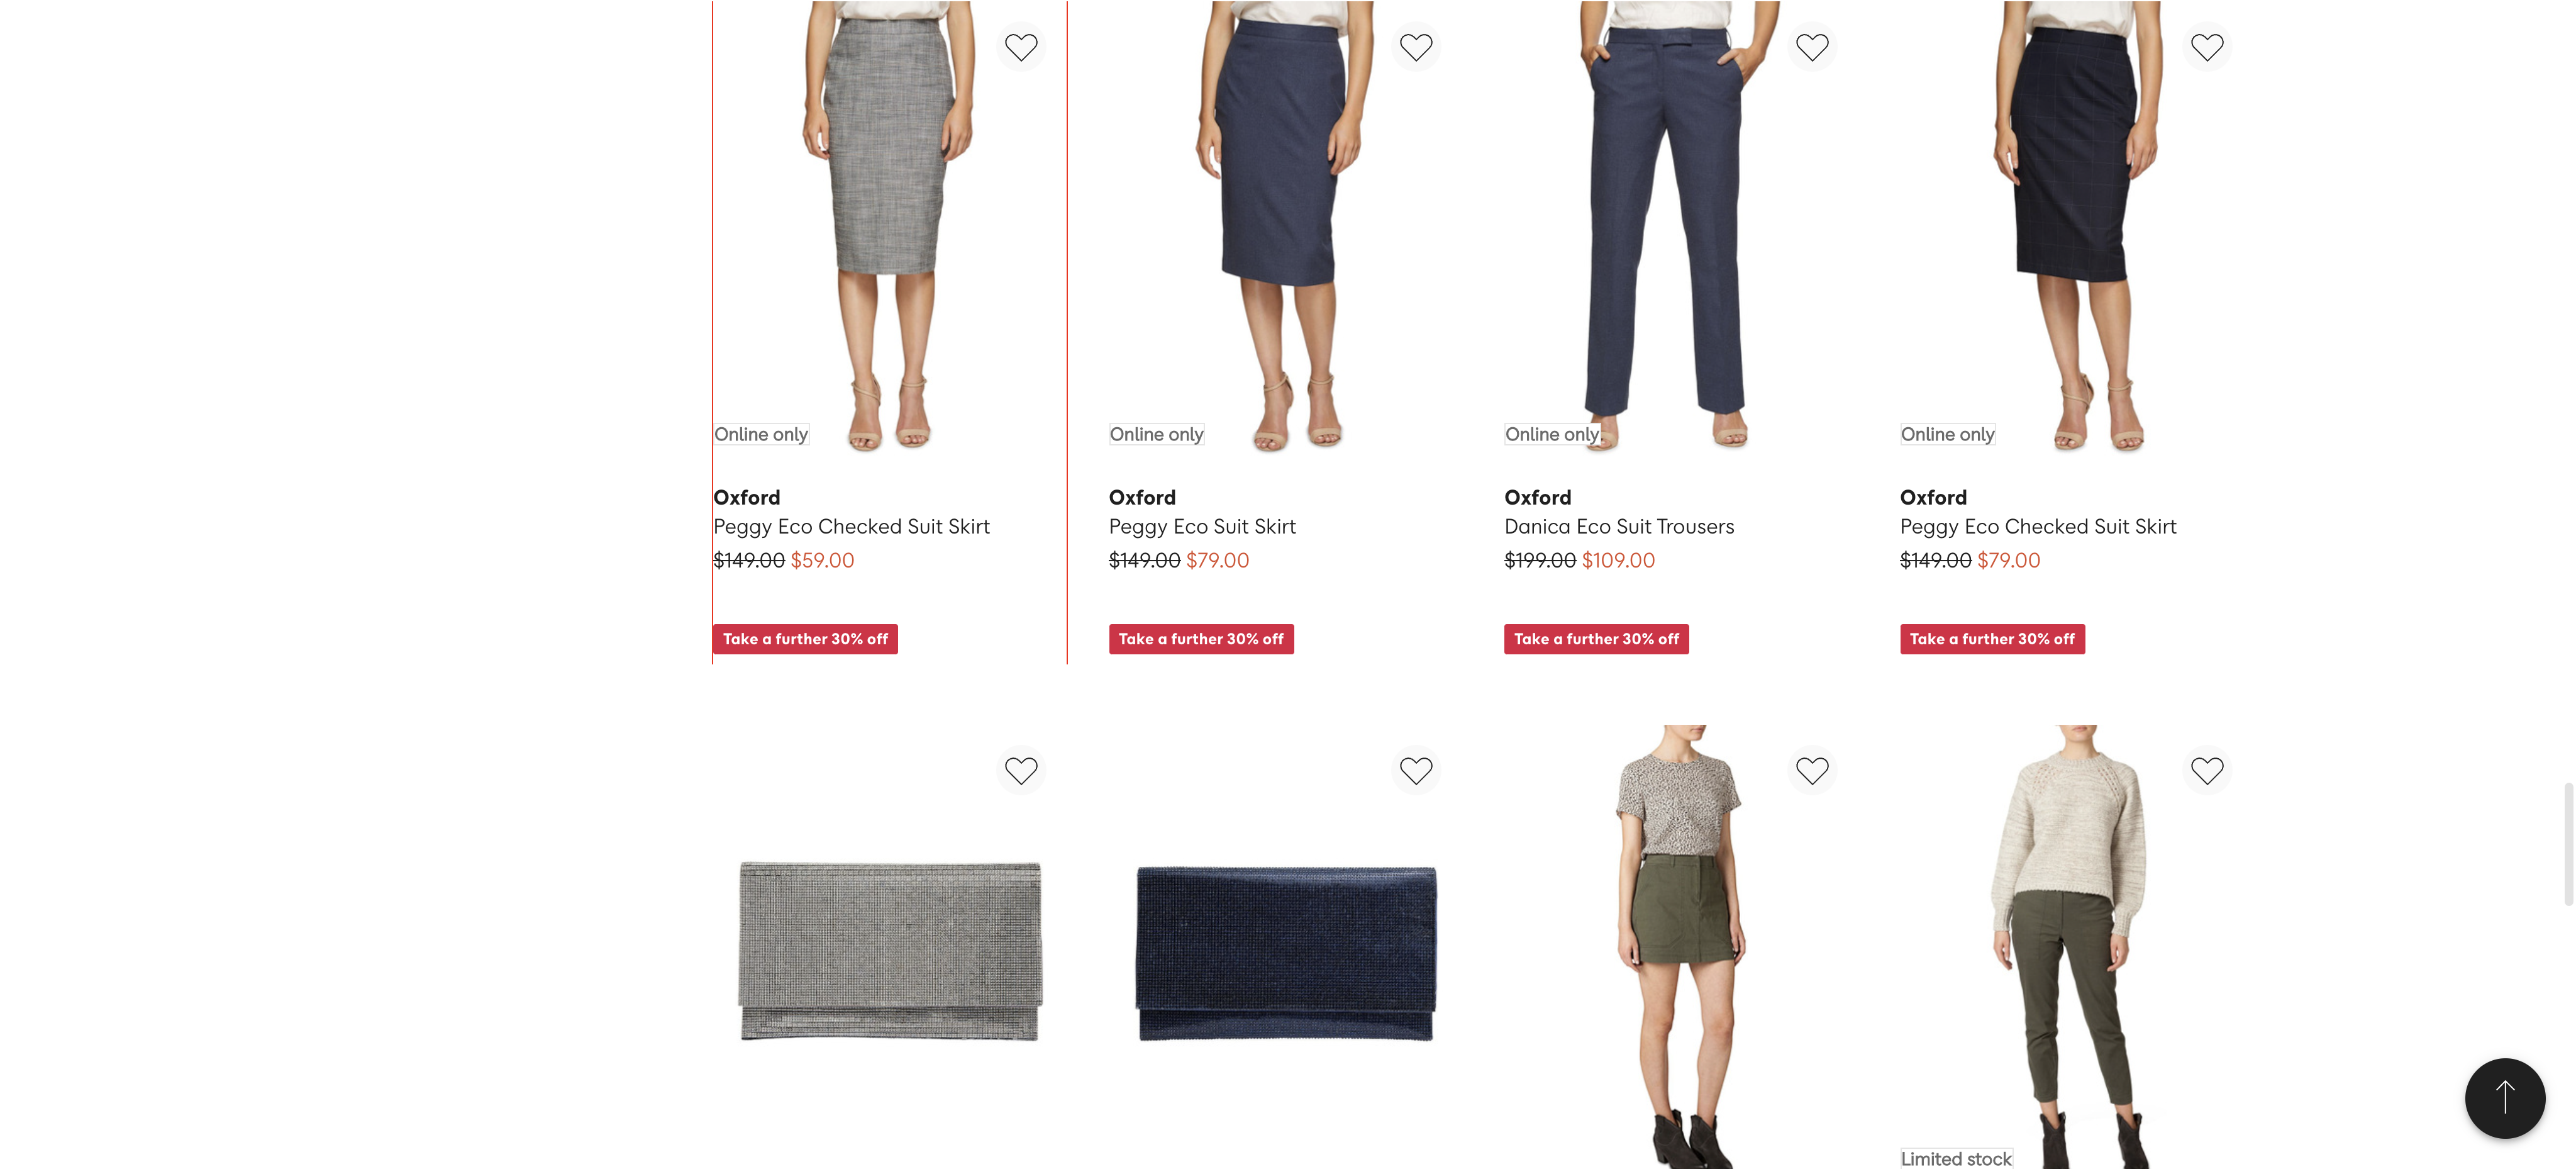 Online only
Online only
Online only
Online only
Oxford
Peggy Eco Checked Suit Skirt
$149.00 $59.00
Take a further 30% off
Oxford
Peggy Eco Suit Skirt
$149.00 $79.00
Take a further 30% off
Oxford
Danica Eco Suit Trousers
$199.00 $109.00
Take a further 30% off
Oxford
Peggy Eco Checked Suit Skirt
$149.00 $79.00
Take a further 30% off
Limited stock